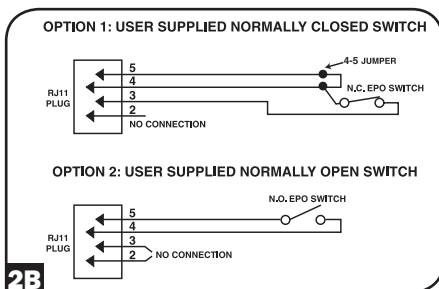 OPTION 1: USER SUPPLIED NORMALLY CLOSED SWITCH
4-5 JUMPER
5
4
N.C. EPO SWITCH
RJ11
PLUG
3
2
NO CONNECTION
OPTION 2: USER SUPPLIED NORMALLY OPEN SWITCH
N.O. EPO SWITCH
5
4
RJ11
PLUG
3
2
NO CONNECTION
2B